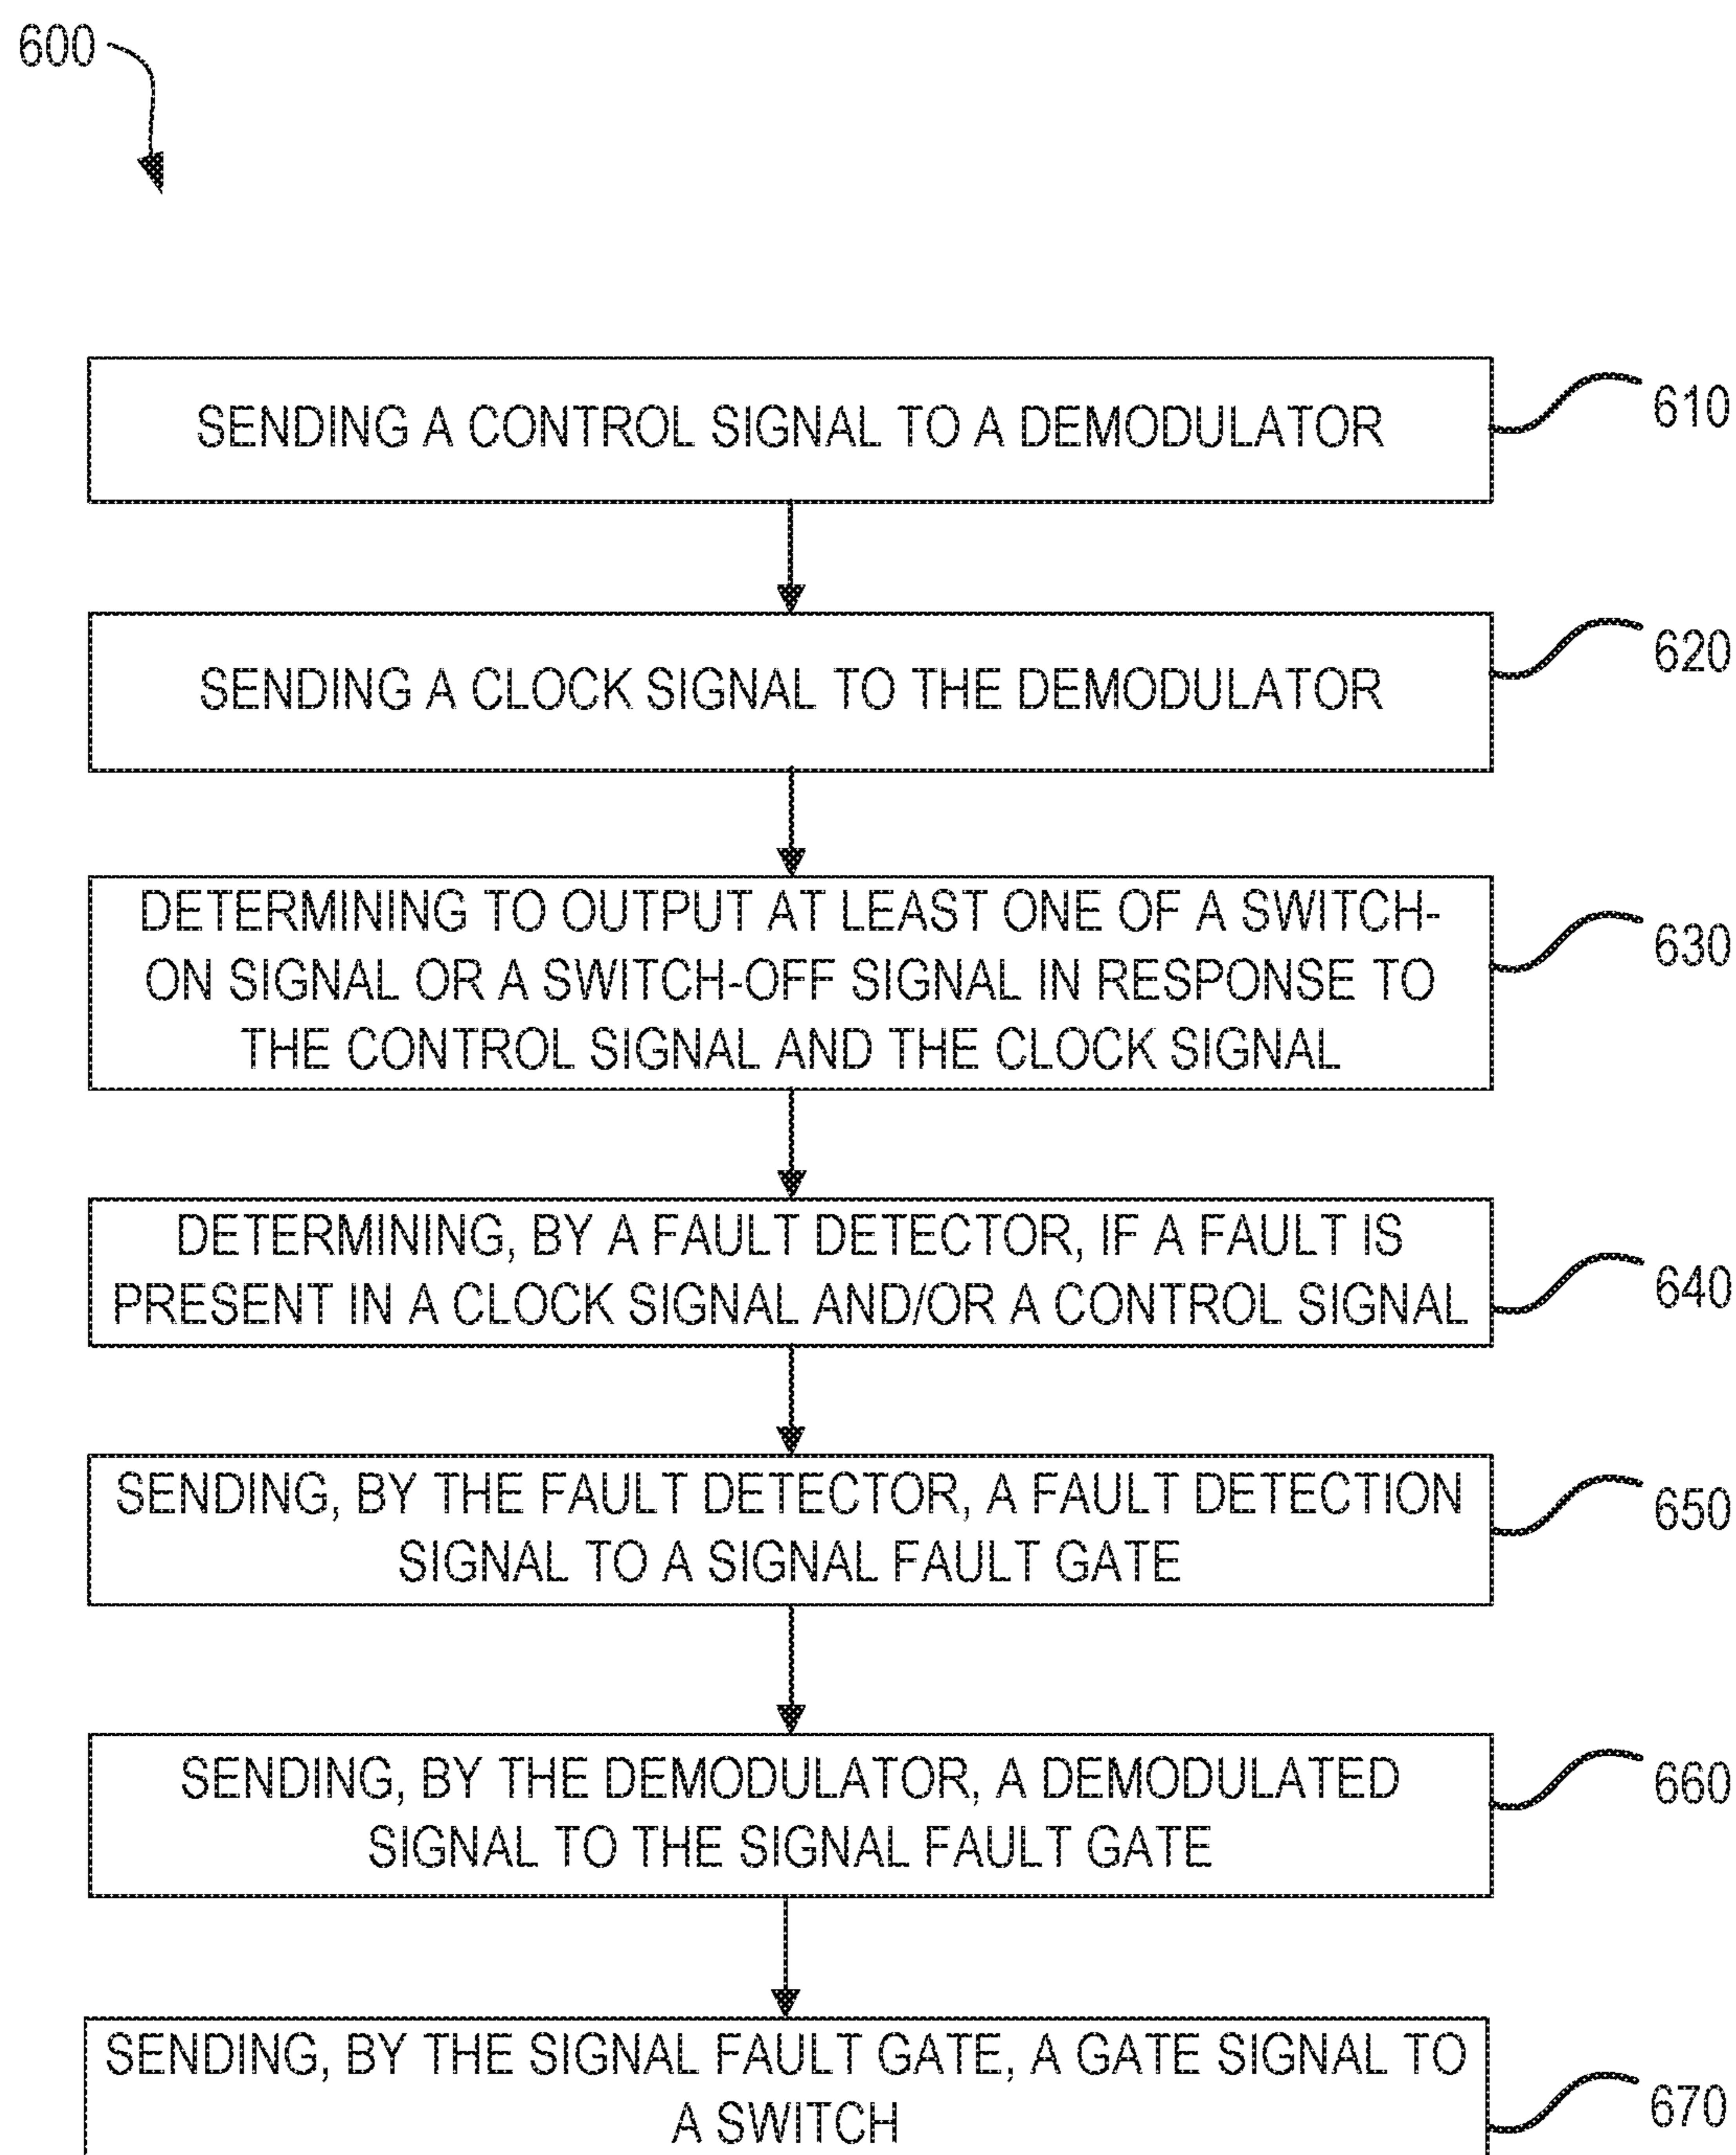 600
SENDING A CONTROL SIGNAL TO A DEMODULATOR
610
SENDING A CLOCK SIGNAL TO THE DEMODULATOR
620
DETERMINING TO OUTPUT AT LEAST ONE OF A SWITCH-
ON SIGNAL OR A SWITCH-OFF SIGNAL IN RESPONSE TO
THE CONTROL SIGNAL AND THE CLOCK SIGNAL
630
DETERMINING, BY A FAULT DETECTOR, IF A FAULT IS
PRESENT IN A CLOCK SIGNAL AND/OR A CONTROL SIGNAL
640
SENDING, BY THE FAULT DETECTOR, A FAULT DETECTION
SIGNAL TO A SIGNAL FAULT GATE
650
SENDING, BY THE DEMODULATOR, A DEMODULATED
SIGNAL TO THE SIGNAL FAULT GATE
660
SENDING, BY THE SIGNAL FAULT GATE, A GATE SIGNAL TO
A SWITCH
670